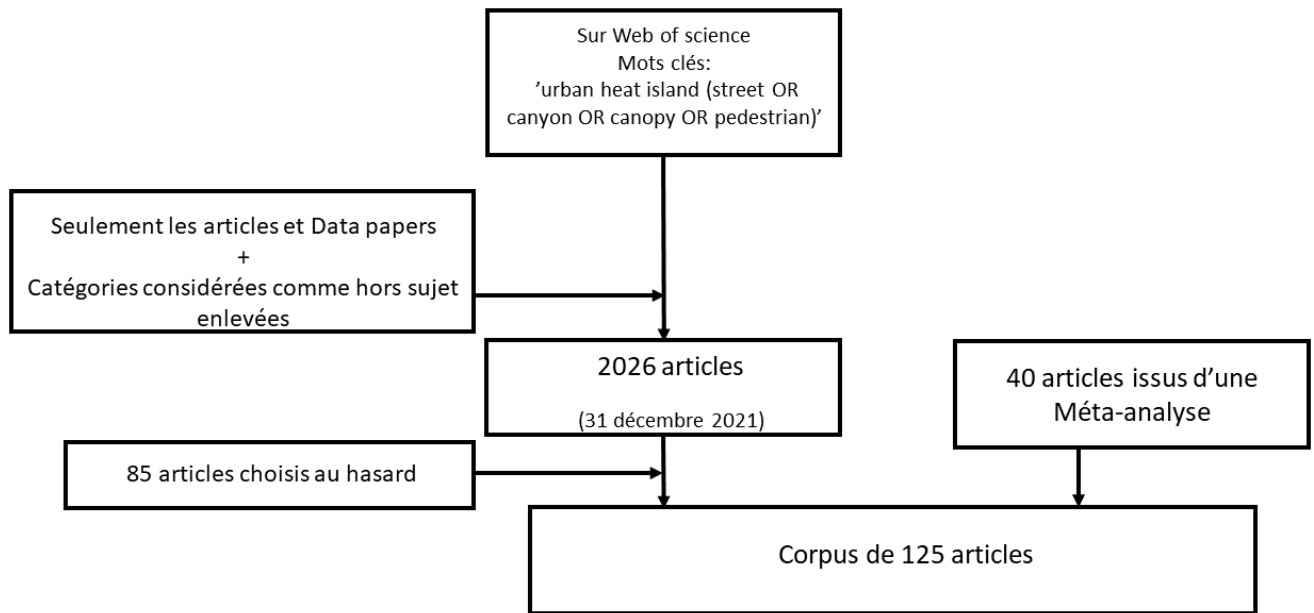 Sur Web of science
Mots clés:
’urban heat island (street OR
canyon OR canopy OR pedestrian)’
Seulement les articles et Data papers
+
Catégories considérées comme hors sujet
enlevées
2026 articles
(31 décembre 2021)
40 articles issus d’une
Méta-analyse
85 articles choisis au hasard
Corpus de 125 articles